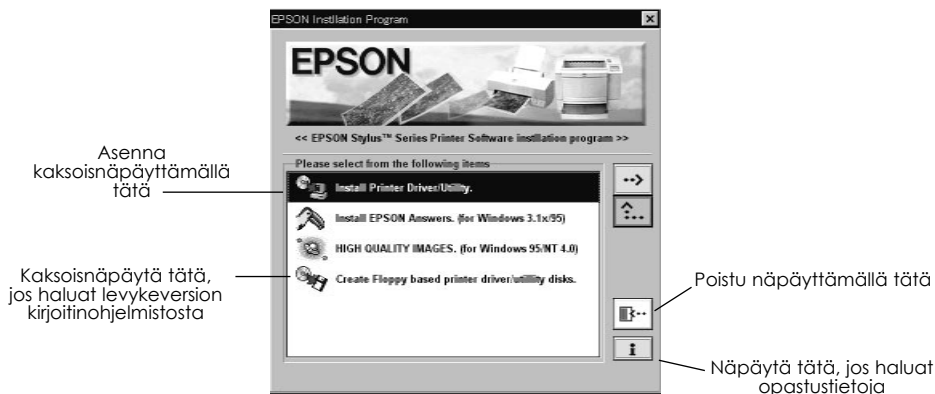 EPSON Instllation Program
EPSON
<< EPSON Stylus™ Series Printer Software instllation program >>
Please select from the following items
Install Printer Driver/Utility.
Install EPSON Answers. (for Windows 3.1x/95)
HIGH QUALITY IMAGES. (for Windows 95/NT 4.0)
Create Floppy based printer driver/utillity disks.
Asenna
kaksoisnäpäyttämällä
tätä
Kaksoisnäpäytä tätä,
jos haluat levykeversion
kirjoitinohjelmistosta
Poistu näpäyttämällä tätä
Näpäytä tätä, jos haluat
opastustietoja